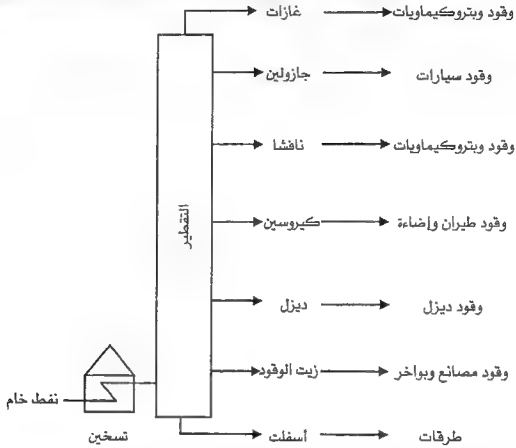 غازات وقود وبتروكيماويات
جازولين وقود سيارات
نافشا وقود وبتروكيماويات
التقطير
كيروسين وقود طيران وإضاءة
ديزل وقود ديزل
زيت الوقود وقود مصانع وبواخر
نفط خام
تسخين
أسفلت طرقات